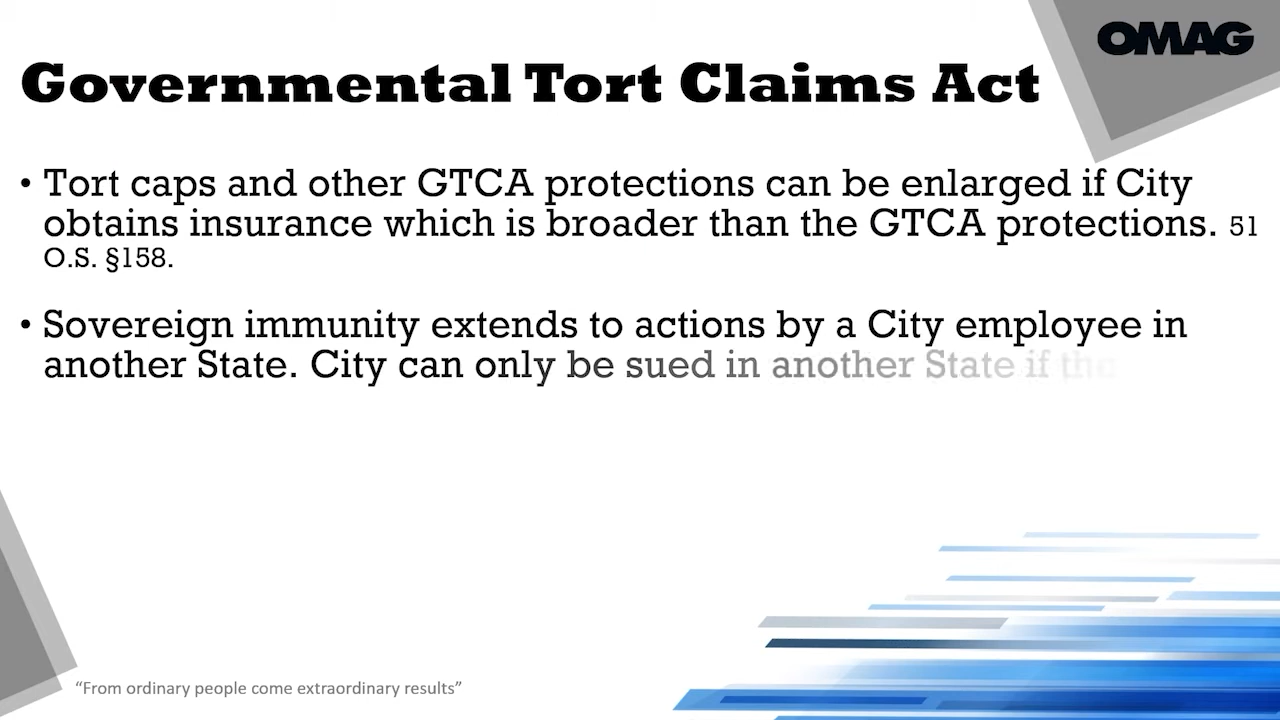 OMAG
Governmental Tort Claims Act
• Tort caps and other GTCA protections can be enlarged if City
obtains insurance which is broader than the GTCA protections. 51
O.S. §158.
• Sovereign immunity extends to actions by a City employee in
another State. City can only be sued in another State if
“From ordinary people come extraordinary results”